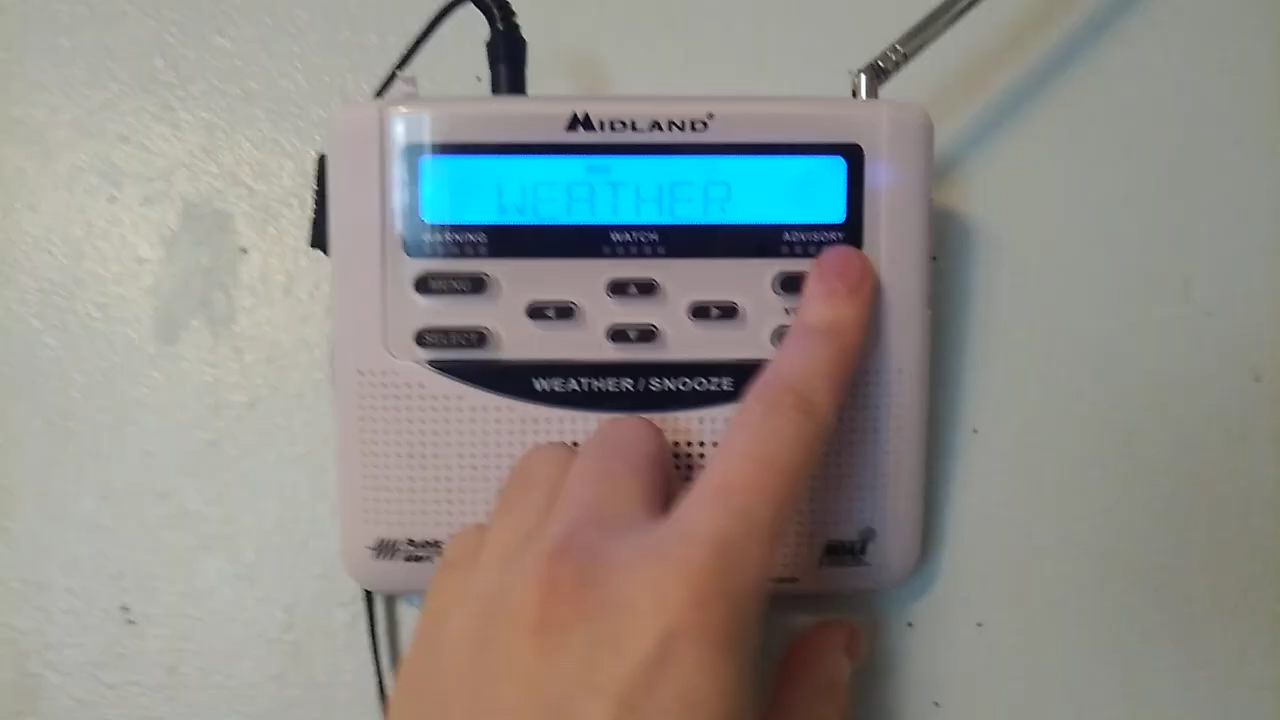 MIDLAND
WEATHER
WARNING WATCH ADVISORY
MENU
SELECT
WEATHER / SNOOZE